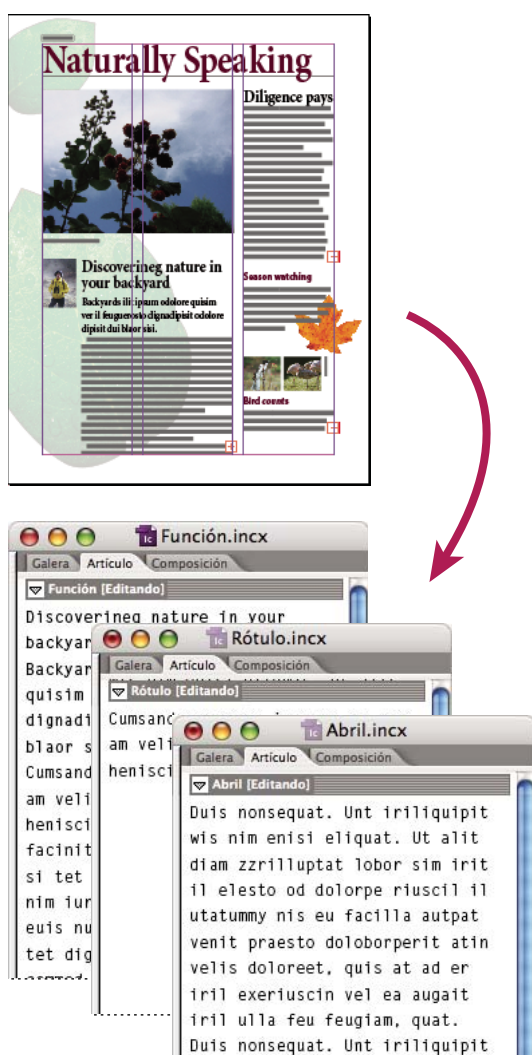 Naturally Speaking
Diligence pays
Discoverineg nature in
your backyard
Backyards ilit ipsum odolore quisim
ver il feuguerosto dignadipisit odolore
dipisit dui blaor sisi.
Season watching
Bird counts
Función.incx
Galera Artículo Composición
Función [Editando]
Discoverineg nature in your
backyar
Backyar
quisim
dignadi
blaor s
Cumsand
am veli
henisci
facinit
si tet
nim iur
euis nu
tet dig
Rótulo.incx
Galera Artículo Composición
Rótulo [Editando]
Cumsand
am veli
henisci
Abril.incx
Galera Artículo Composición
Abril [Editando]
Duis nonsequat. Unt iriliquipit
wis nim enisi eliquat. Ut alit
diam zzrilluptat lobor sim irit
il elesto od dolorpe riuscil il
utatummy nis eu facilla autpat
venit praesto doloborperit atin
velis doloreet, quis at ad er
iril exeriuscin vel ea augait
iril ulla feu feugiam, quat.
Duis nonsequat. Unt iriliquipit